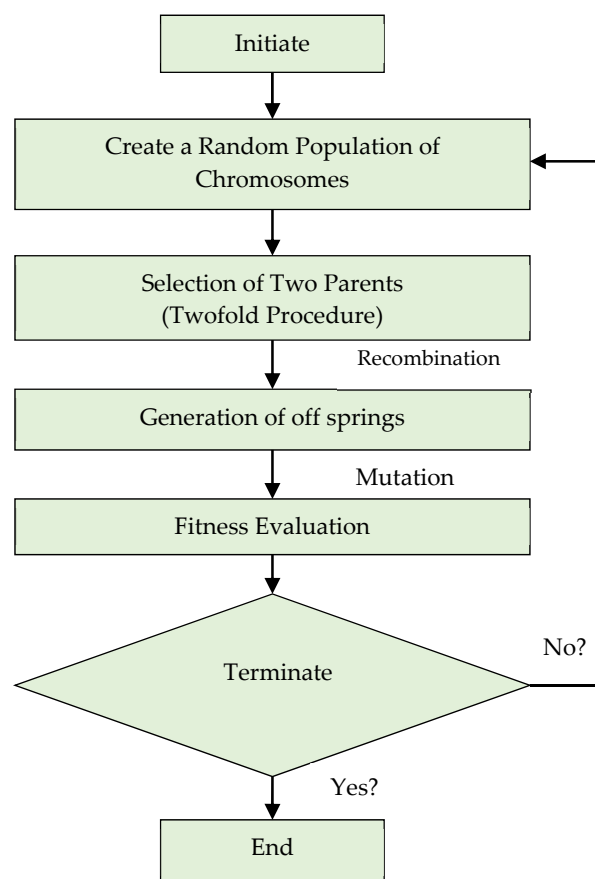 Initiate
Create a Random Population of
Chromosomes
Selection of Two Parents
(Twofold Procedure)
Recombination
Generation of off springs
Mutation
Fitness Evaluation
Terminate
No?
Yes?
End